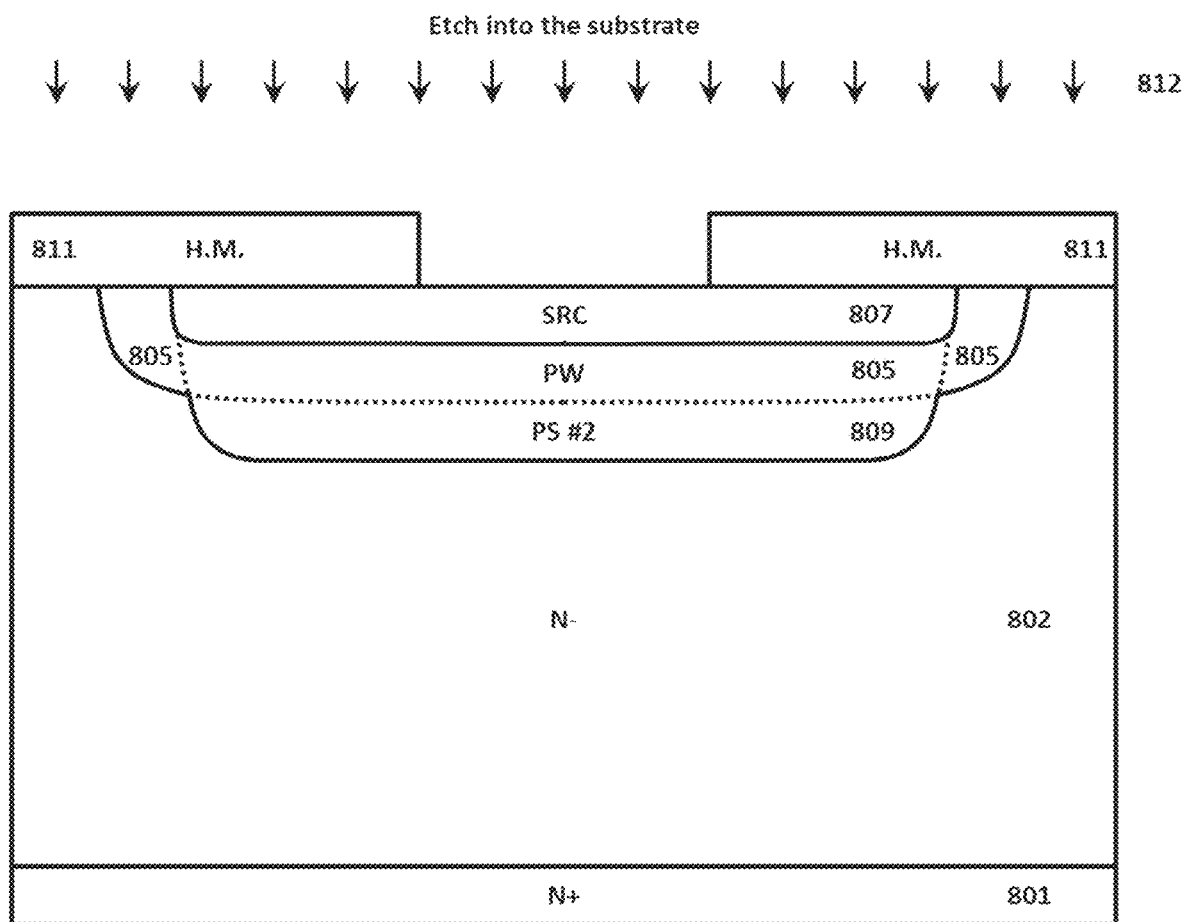 Etch into the substrate
812
811 H.M. H.M. 811
SRC 807
805 PW 805 805
PS #2 809
N- 802
N+ 801